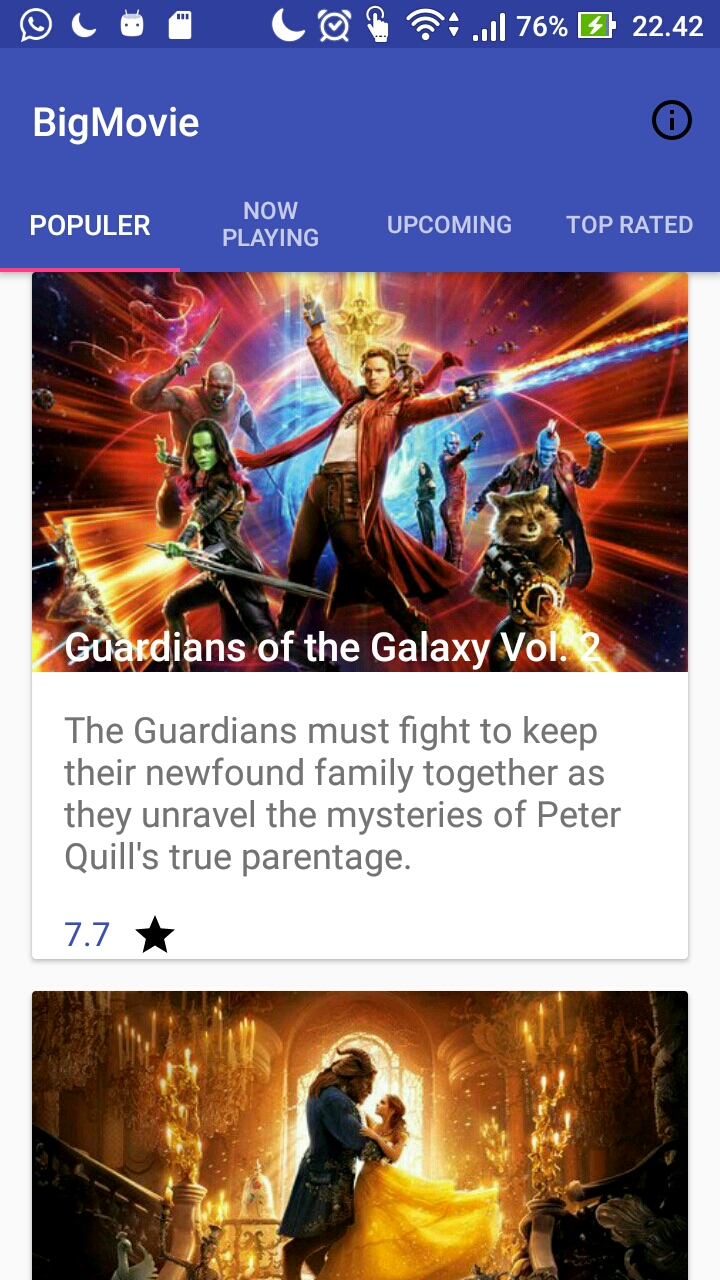 76% 22.42
BigMovie
POPULER
NOW
PLAYING
UPCOMING
TOP RATED
Guardians of the Galaxy Vol. 2
The Guardians must fight to keep
their newfound family together as
they unravel the mysteries of Peter
Quill's true parentage.
7.7